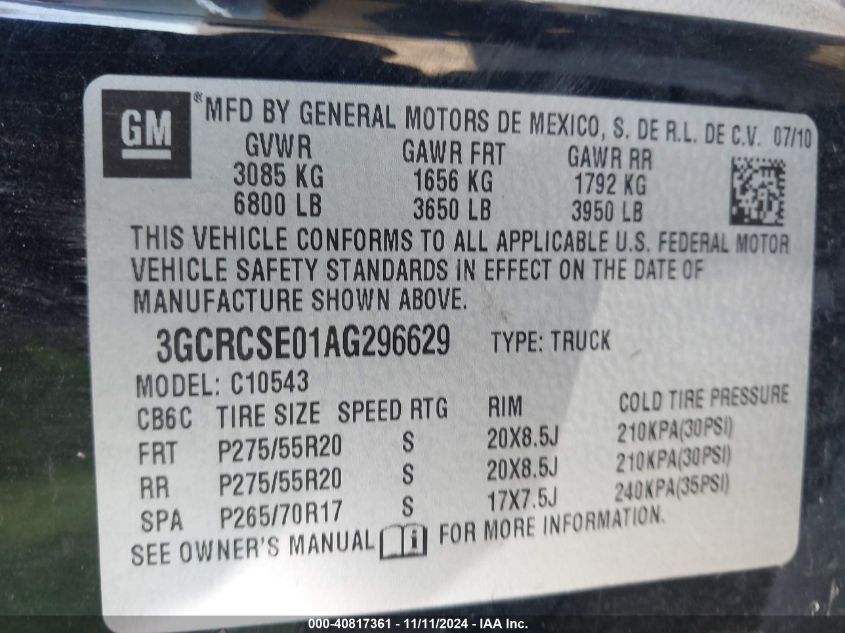 GM ®MFD BY GENERAL MOTORS DE MEXICO, S. DE R.L. DE C.V. 07/10
GVWR GAWR FRT GAWR RR
3085 KG 1656 KG 1792 KG
6800 LB 3650 LB 3950 LB
THIS VEHICLE CONFORMS TO ALL APPLICABLE U.S. FEDERAL MOTOR
VEHICLE SAFETY STANDARDS IN EFFECT ON THE DATE OF
MANUFACTURE SHOWN ABOVE.
3GCRCSE01AG296629 TYPE: TRUCK
MODEL: C10543
CB6C TIRE SIZE SPEED RTG RIM COLD TIRE PRESSURE
FRT P275/55R20 S 20X8.5J 210KPA(30PSI)
RR P275/55R20 S 20X8.5J 210KPA(30PSI)
SPA P265/70R17 S 17X7.5J 240KPA(35PSI)
SEE OWNER'S MANUAL i FOR MORE INFORMATION.
000-40817361 - 11/11/2024 - IAA Inc.